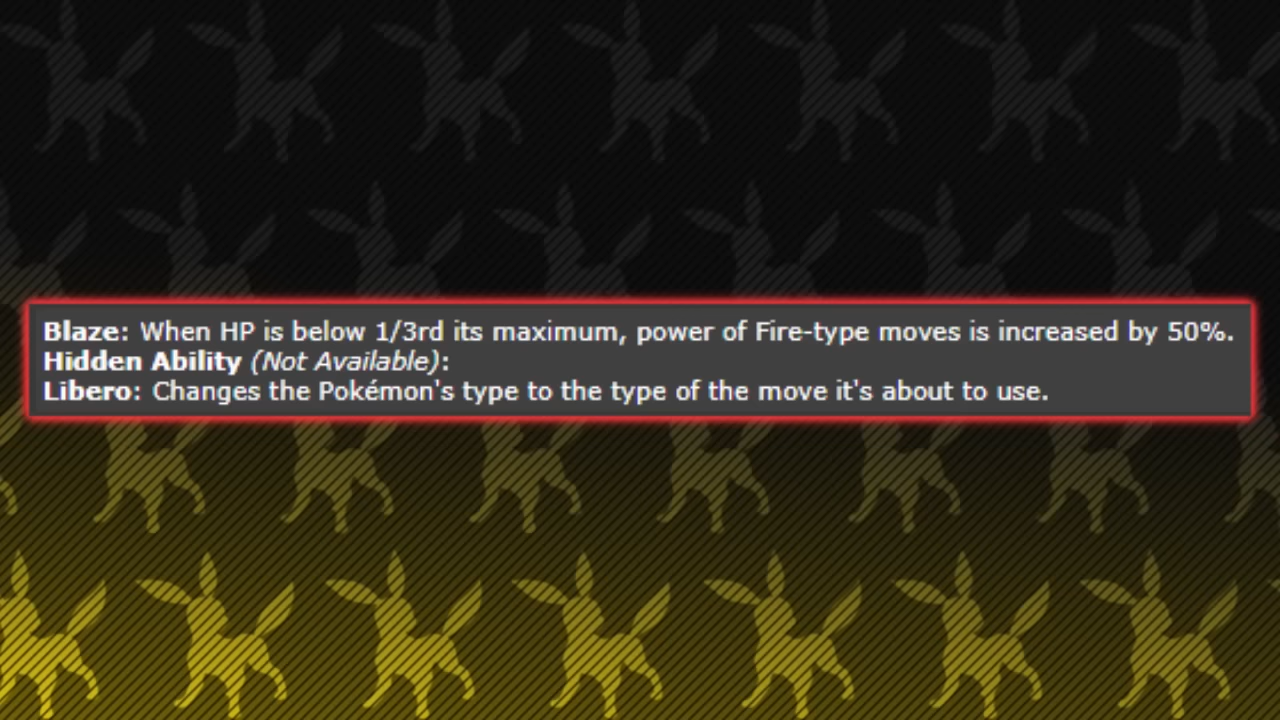 Blaze: When HP is below 1/3rd its maximum, power of Fire-type moves is increased by 50%.
Hidden Ability (Not Available):
Libero: Changes the Pokémon's type to the type of the move it's about to use.